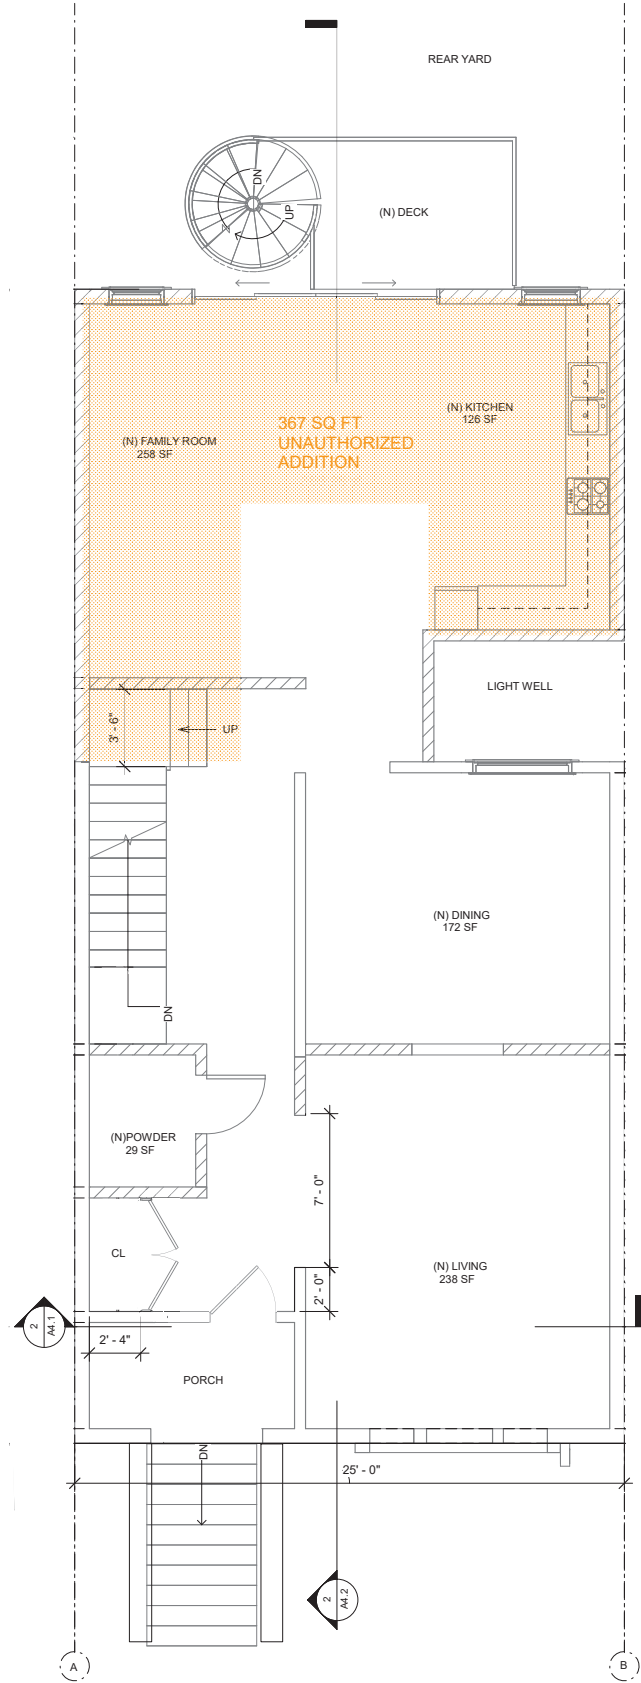 REAR YARD
DN
UP
(N) DECK
(N) KITCHEN
126 SF
367 SQ FT
UNAUTHORIZED
ADDITION
(N) FAMILY ROOM
258 SF
LIGHT WELL
3' - 6"
UP
(N) DINING
172 SF
DN
(N)POWDER
29 SF
7' - 0"
CL
(N) LIVING
238 SF
2' - 0"
2
A4.1
2' - 4"
PORCH
DN
25' - 0"
2
A4.2
A
B